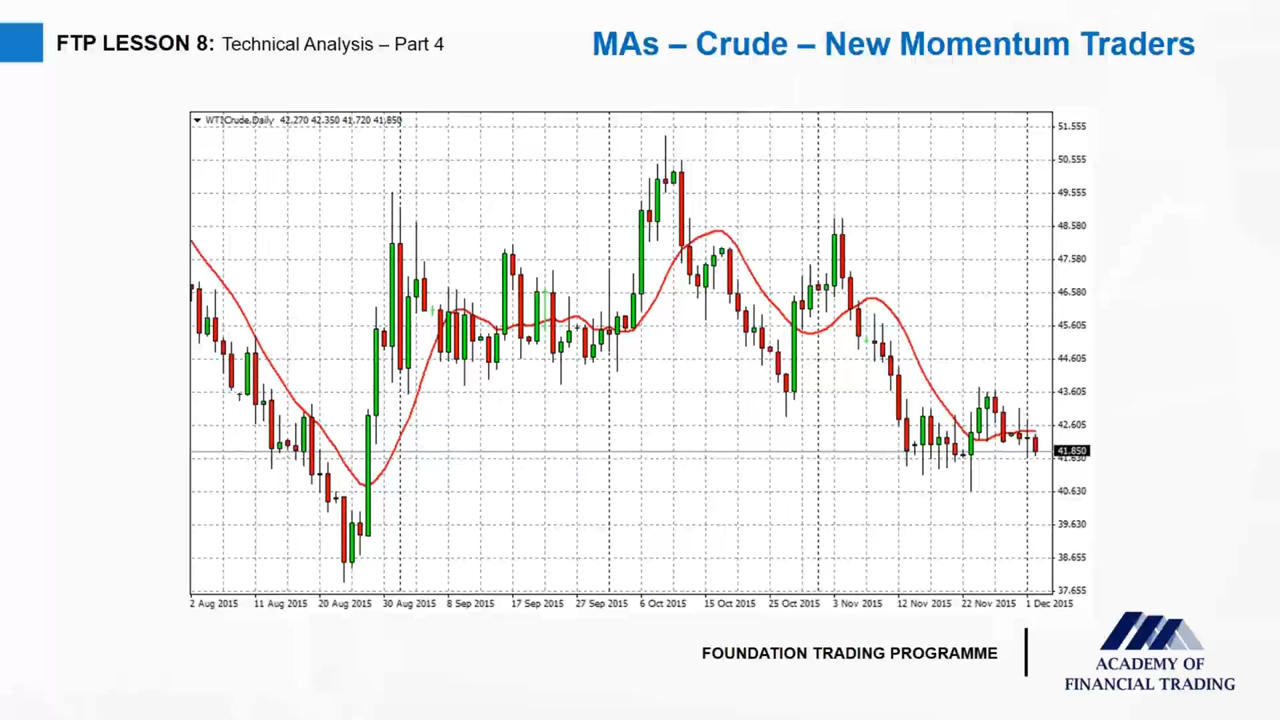 FTP LESSON 8: Technical Analysis – Part 4
MAs – Crude – New Momentum Traders
WTICrude,Daily 42.270 42.350 41.720 41.850
51.555
50.555
49.555
48.580
47.580
46.580
45.605
44.605
43.605
42.605
41.850
41.630
40.630
39.630
38.655
37.655
2 Aug 2015 11 Aug 2015 20 Aug 2015 30 Aug 2015 8 Sep 2015 17 Sep 2015 27 Sep 2015 6 Oct 2015 15 Oct 2015 25 Oct 2015 3 Nov 2015 12 Nov 2015 22 Nov 2015 1 Dec 2015
FOUNDATION TRADING PROGRAMME
ACADEMY OF
FINANCIAL TRADING